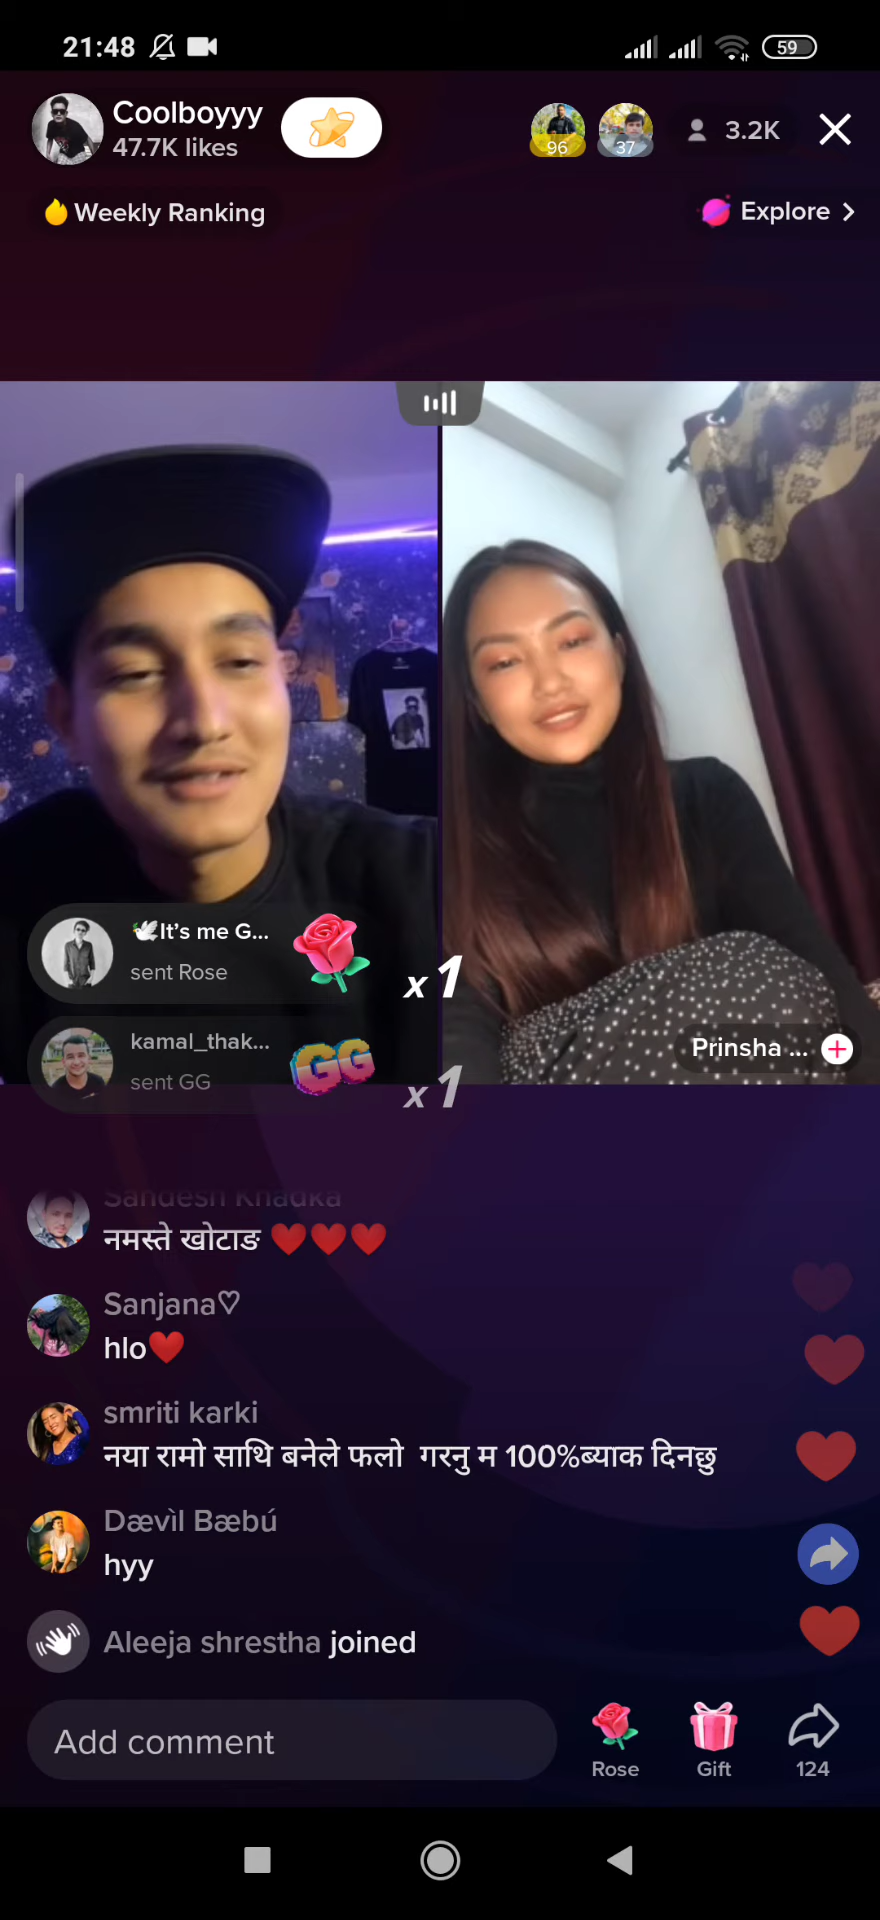 21:48
59
Coolboyyy
47.7K likes
96
37
3.2K
Weekly Ranking
Explore
It's me G...
sent Rose
x1
kamal_thak...
sent GG
GG
x1
Prinsha ...
Sandesh Khadka
नमस्ते खोटाङ ❤️❤️❤️
Sanjana♡
hlo❤️
smriti karki
नया रामो साथि बनेले फलो गरनु म 100%ब्याक दिनछु
Dævìl Bæbú
hyy
Aleeja shrestha joined
Add comment
Rose
Gift
124